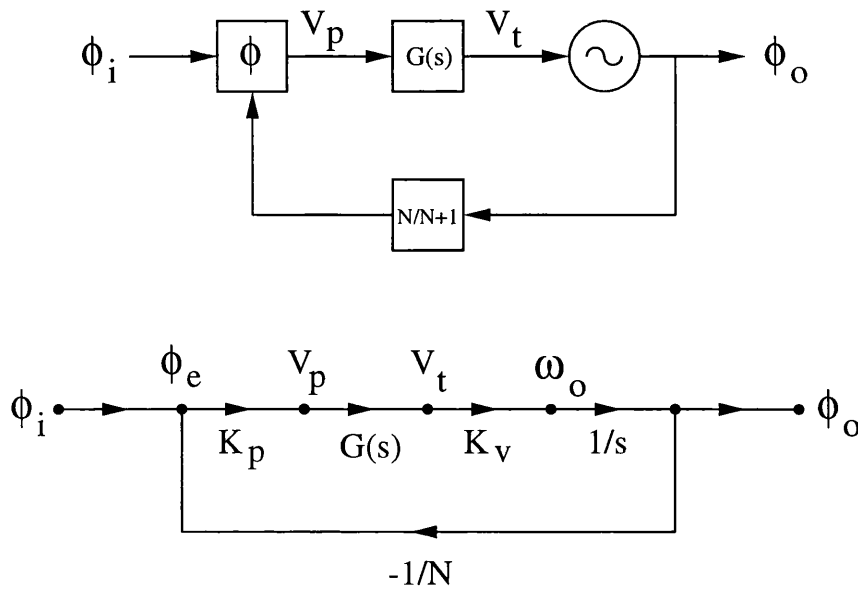 V_p V_t
ϕ_i ϕ G(s) ϕ_o
N/N+1
ϕ_e V_p V_t ω_o
ϕ_i ϕ_o
K_p G(s) K_v 1/s
-1/N